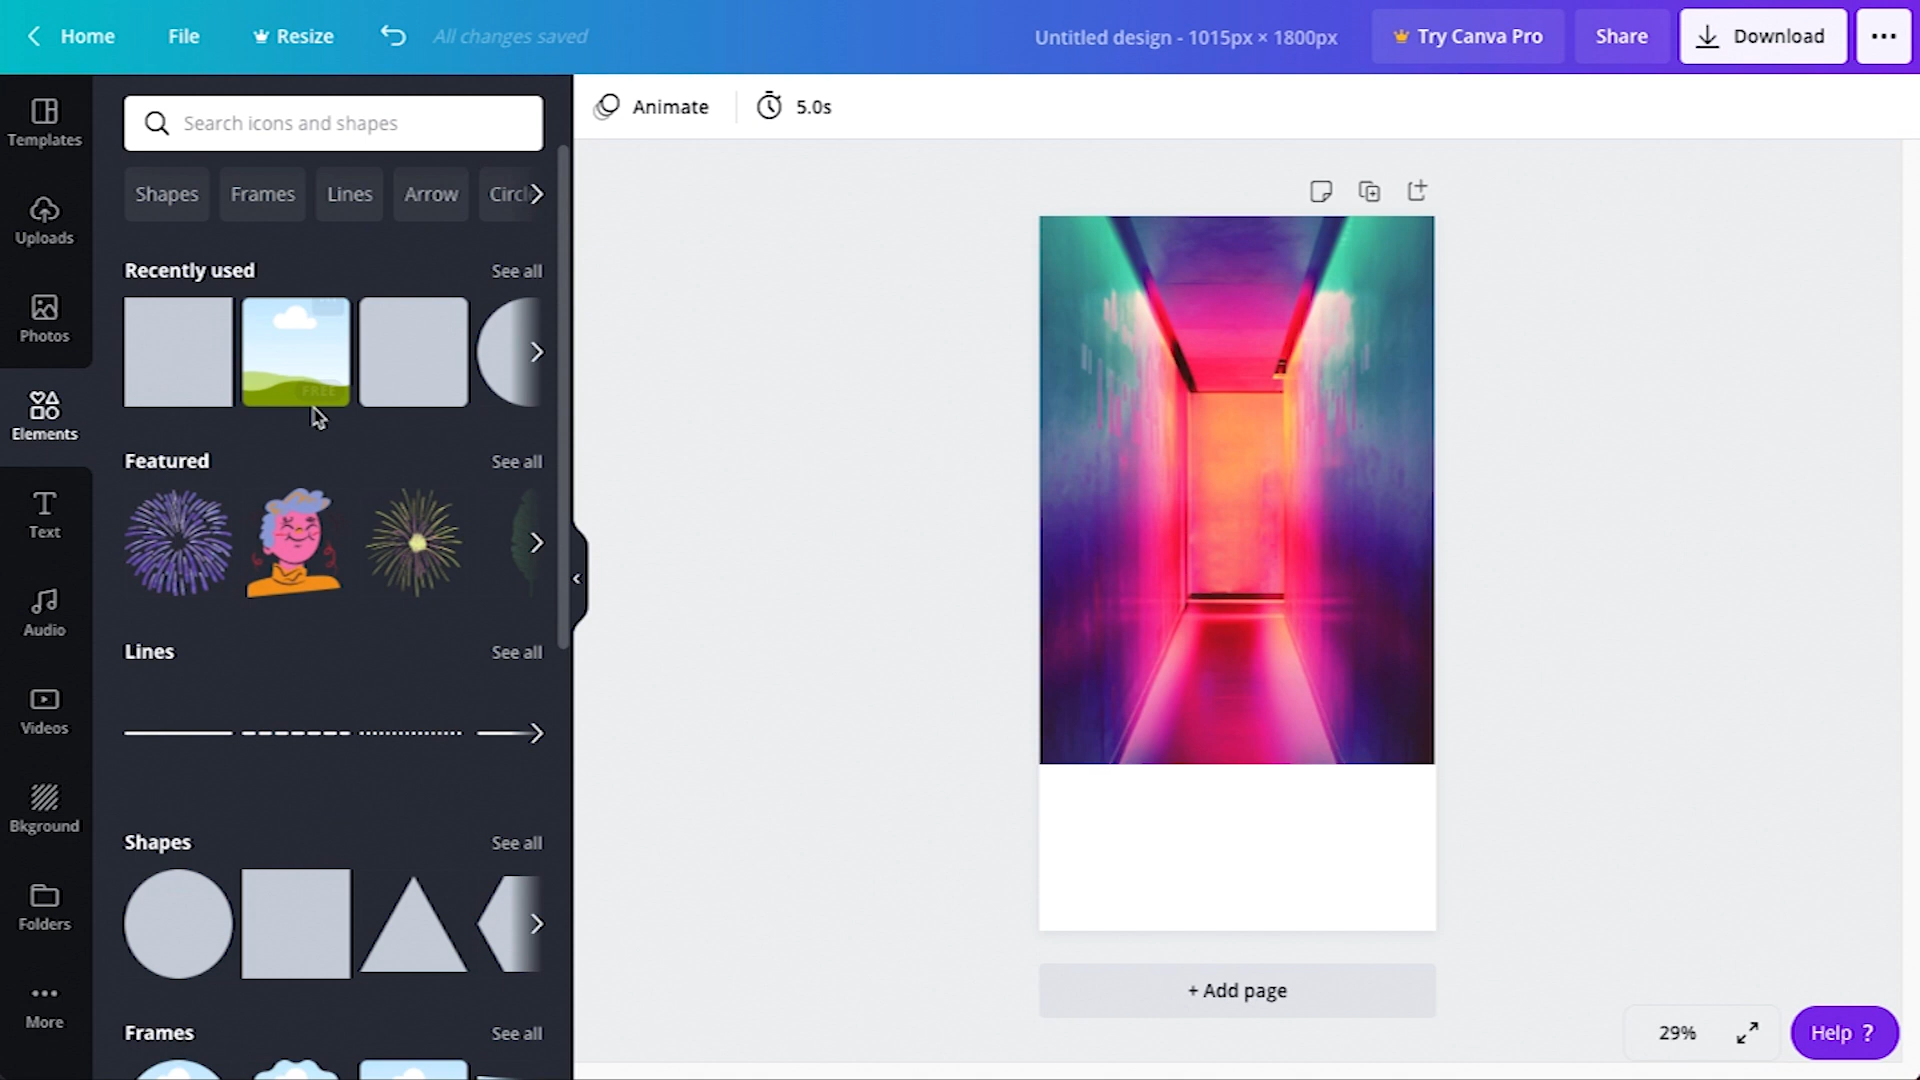 Home
File
Resize
All changes saved
Untitled design - 1015px × 1800px
Try Canva Pro
Share
Download
Templates
Uploads
Photos
Elements
Text
Audio
Videos
Bkground
Folders
More
Search icons and shapes
Shapes
Frames
Lines
Arrow
Circl
Recently used
See all
FREE
Featured
See all
Lines
See all
Shapes
See all
Frames
See all
Animate
5.0s
+ Add page
29%
Help ?